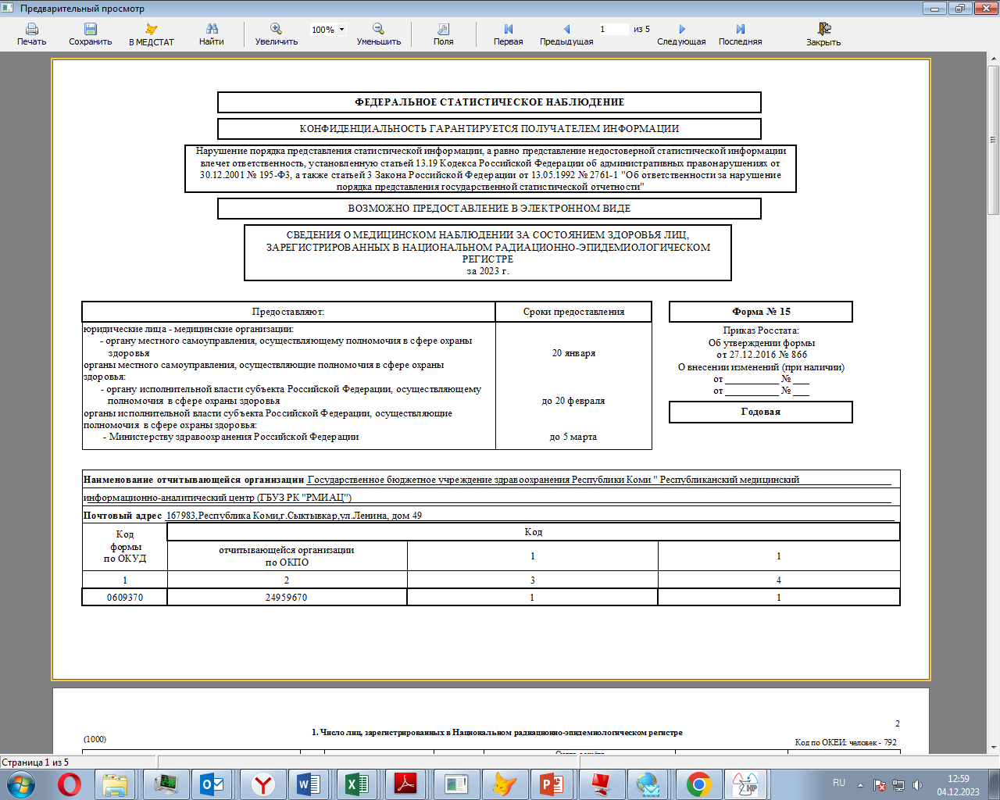 Предварительный просмотр
Печать Сохранить В МЕДСТАТ Найти Увеличить 100% Уменьшить Поля Первая Предыдущая 1 из 5 Следующая Последняя Закрыть
ФЕДЕРАЛЬНОЕ СТАТИСТИЧЕСКОЕ НАБЛЮДЕНИЕ
КОНФИДЕНЦИАЛЬНОСТЬ ГАРАНТИРУЕТСЯ ПОЛУЧАТЕЛЕМ ИНФОРМАЦИИ
Нарушение порядка представления статистической информации, а равно представление недостоверной статистической информации
влечет ответственность, установленную статьей 13.19 Кодекса Российской Федерации об административных правонарушениях от
30.12.2001 № 195-ФЗ, а также статьей 3 Закона Российской Федерации от 13.05.1992 № 2761-1 "Об ответственности за нарушение
порядка представления государственной статистической отчетности"
ВОЗМОЖНО ПРЕДОСТАВЛЕНИЕ В ЭЛЕКТРОННОМ ВИДЕ
СВЕДЕНИЯ О МЕДИЦИНСКОМ НАБЛЮДЕНИИ ЗА СОСТОЯНИЕМ ЗДОРОВЬЯ ЛИЦ,
ЗАРЕГИСТРИРОВАННЫХ В НАЦИОНАЛЬНОМ РАДИАЦИОННО-ЭПИДЕМИОЛОГИЧЕСКОМ
РЕГИСТРЕ
за 2023 г.
Предоставляют: Сроки предоставления
юридические лица - медицинские организации:
- органу местного самоуправления, осуществляющему полномочия в сфере охраны
здоровья 20 января
органы местного самоуправления, осуществляющие полномочия в сфере охраны
здоровья:
- органу исполнительной власти субъекта Российской Федерации, осуществляющему
полномочия в сфере охраны здоровья до 20 февраля
органы исполнительной власти субъекта Российской Федерации, осуществляющие
полномочия в сфере охраны здоровья:
- Министерству здравоохранения Российской Федерации до 5 марта
Форма № 15
Приказ Росстата:
Об утверждении формы
от 27.12.2016 № 866
О внесении изменений (при наличии)
от ___________ № ___
от ___________ № ___
Годовая
Наименование отчитывающейся организации Государственное бюджетное учреждение здравоохранения Республики Коми " Республиканский медицинский
информационно-аналитический центр (ГБУЗ РК "РМИАЦ")
Почтовый адрес 167983,Республика Коми,г.Сыктывкар,ул.Ленина, дом 49
Код
формы
по ОКУД
Код
отчитывающейся организации
по ОКПО
1 1
1 2 3 4
0609370 24959670 1 1
2
1. Число лиц, зарегистрированных в Национальном радиационно-эпидемиологическом регистре
(1000) Код по ОКЕИ: человек - 792
Страница 1 из 5
RU 12:59
04.12.2023